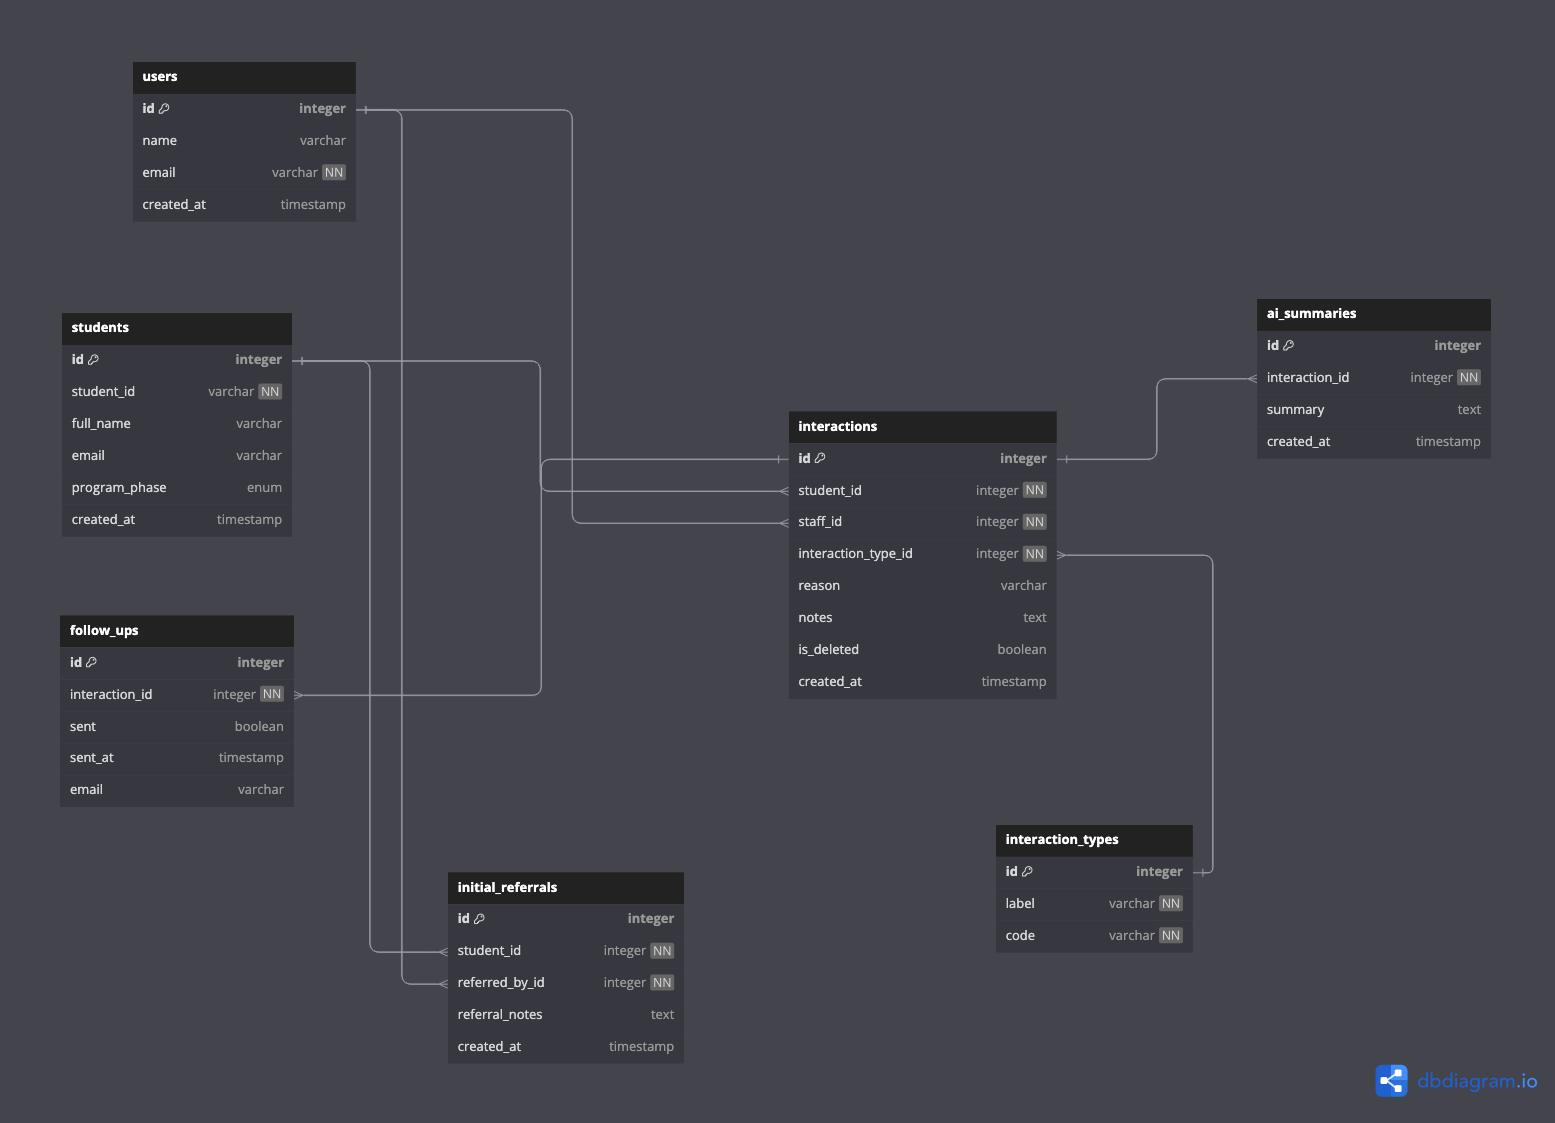 users
id integer
name varchar
email varchar NN
created_at timestamp
students
id integer
student_id varchar NN
full_name varchar
email varchar
program_phase enum
created_at timestamp
ai_summaries
id integer
interaction_id integer NN
summary text
created_at timestamp
interactions
id integer
student_id integer NN
staff_id integer NN
interaction_type_id integer NN
reason varchar
notes text
is_deleted boolean
created_at timestamp
follow_ups
id integer
interaction_id integer NN
sent boolean
sent_at timestamp
email varchar
interaction_types
id integer
label varchar NN
code varchar NN
initial_referrals
id integer
student_id integer NN
referred_by_id integer NN
referral_notes text
created_at timestamp
dbdiagram.io